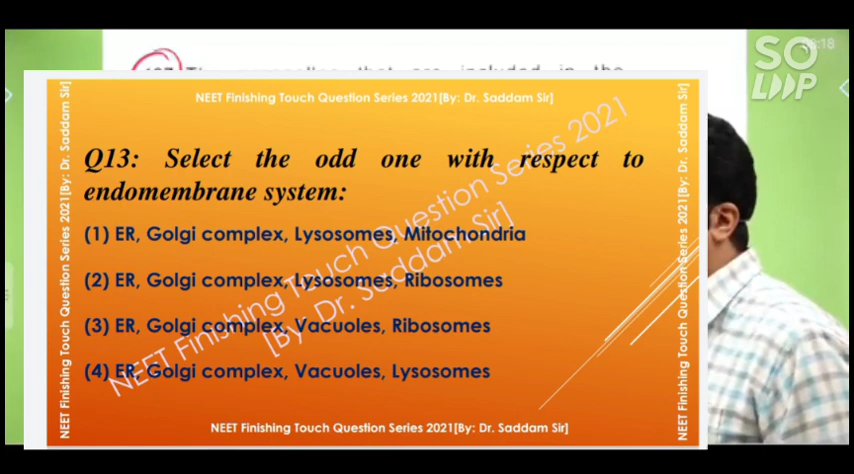 18:18
SO
LOOP
NEET Finishing Touch Question Series 2021[By: Dr. Saddam Sir]
Q13: Select the odd one with respect to
endomembrane system:
(1) ER, Golgi complex, Lysosomes, Mitochondria
(2) ER, Golgi complex, Lysosomes, Ribosomes
(3) ER, Golgi complex, Vacuoles, Ribosomes
(4) ER, Golgi complex, Vacuoles, Lysosomes
NEET Finishing Touch Question Series 2021
[By: Dr. Saddam Sir]
NEET Finishing Touch Question Series 2021[By: Dr. Saddam Sir]
NEET Finishing Touch Question Series 2021[By: Dr. Saddam Sir]
NEET Finishing Touch Question Series 2021[By: Dr. Saddam Sir]